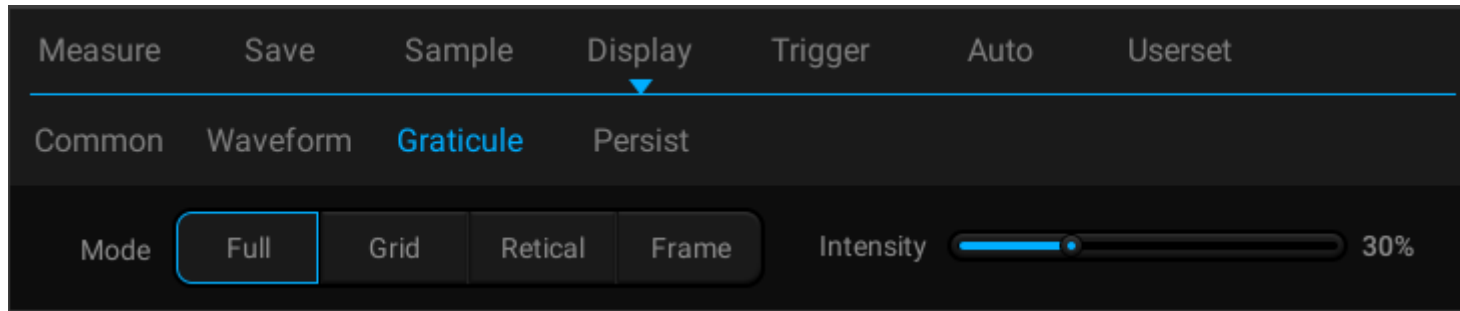 Measure Save Sample Display Trigger Auto Userset
Common Waveform Graticule Persist
Mode Full Grid Retical Frame Intensity 30%